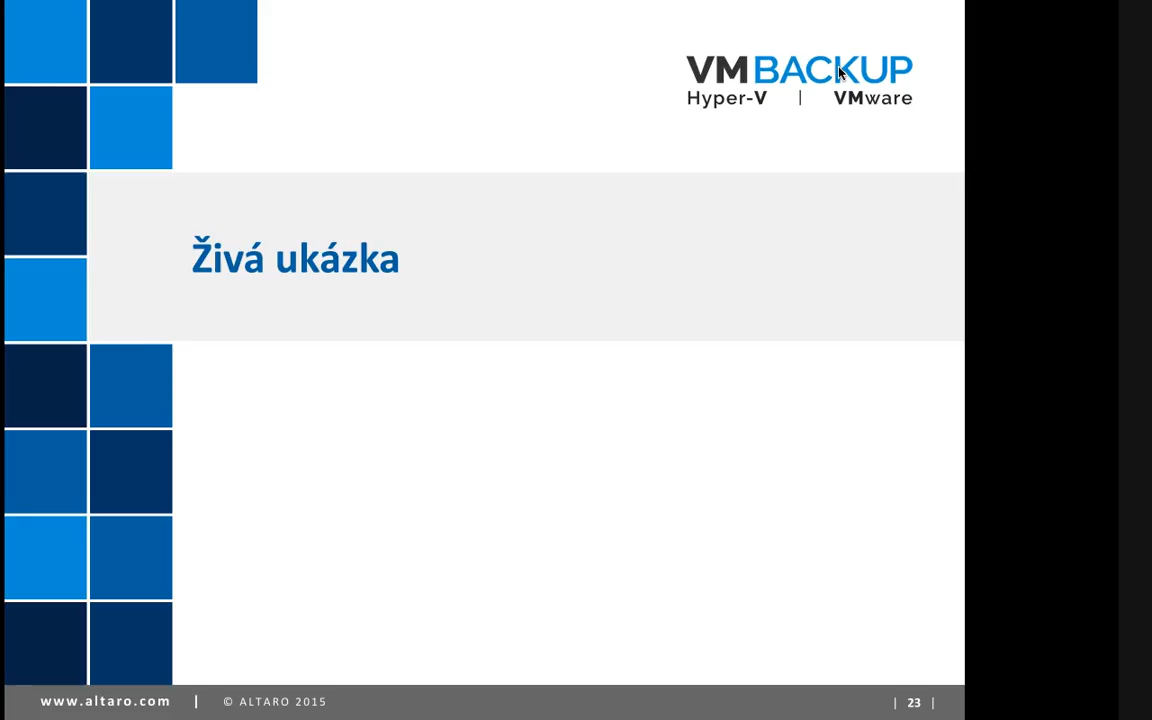 VMBACKUP
Hyper-V | VMware
Živá ukázka
www.altaro.com | © ALTARO 2015 | 23 |